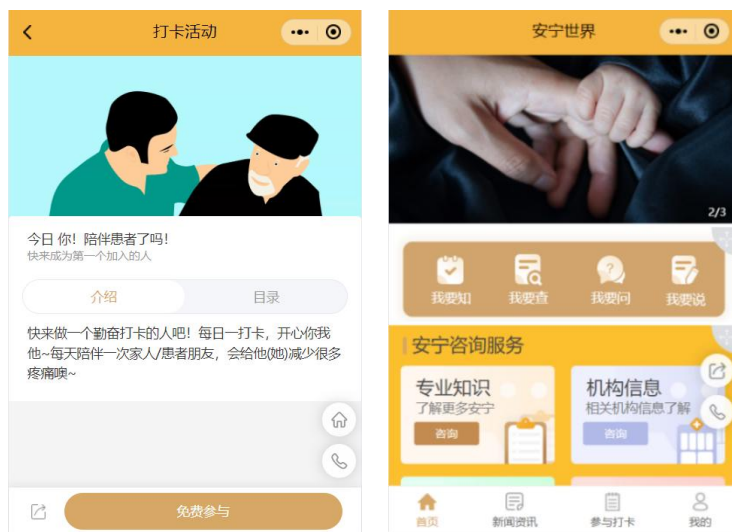 打卡活动
今日 你！陪伴患者了吗！
快来成为第一个加入的人
介绍
目录
快来做一个勤奋打卡的人吧！每日一打卡，开心你我
他~每天陪伴一次家人/患者朋友，会给他(她)减少很多
疼痛噢~
免费参与
安宁世界
2/3
我要知
我要查
我要问
我要说
安宁咨询服务
专业知识
了解更多安宁
咨询
机构信息
相关机构信息了解
咨询
首页
新闻资讯
参与打卡
我的